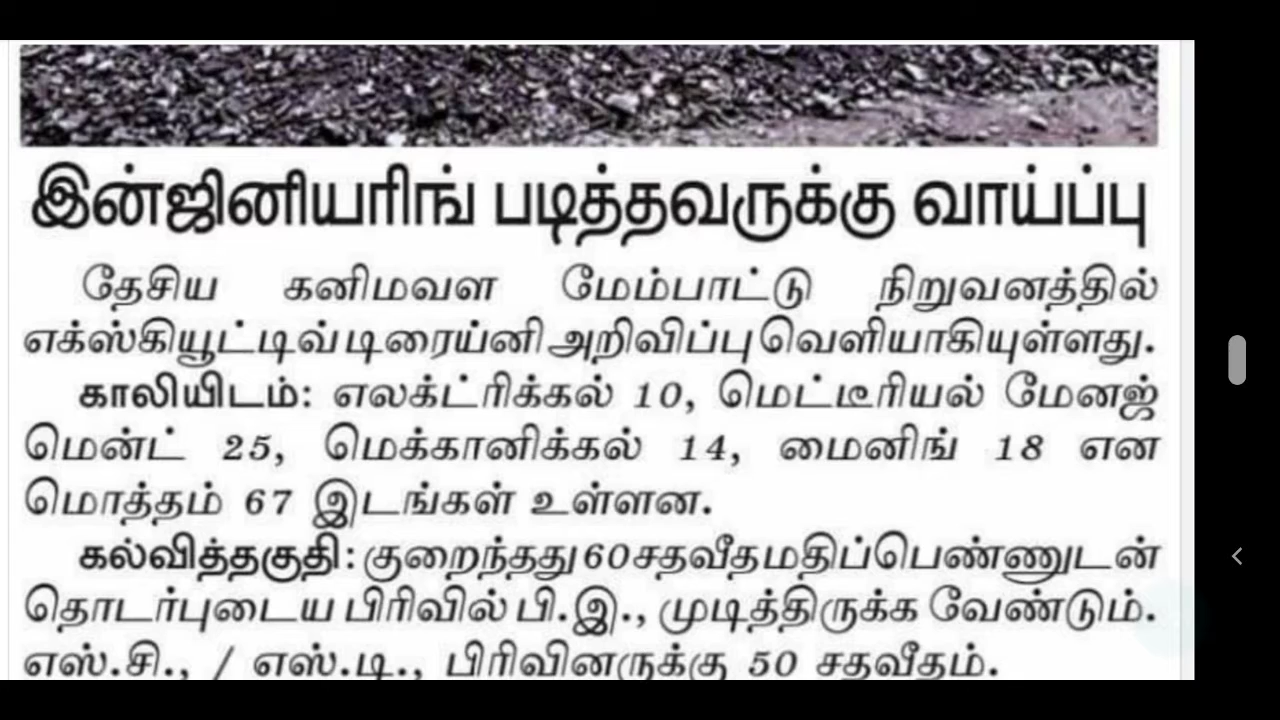 இன்ஜினியரிங் படித்தவருக்கு வாய்ப்பு
தேசிய கனிமவள மேம்பாட்டு நிறுவனத்தில்
எக்ஸ்கியூட்டிவ் டிரைய்னி அறிவிப்பு வெளியாகியுள்ளது.
காலியிடம்: எலக்ட்ரிக்கல் 10, மெட்டீரியல் மேனஜ்
மென்ட் 25, மெக்கானிக்கல் 14, மைனிங் 18 என
மொத்தம் 67 இடங்கள் உள்ளன.
கல்வித்தகுதி: குறைந்தது 60 சதவீத மதிப்பெண்ணுடன்
தொடர்புடைய பிரிவில் பி.இ., முடித்திருக்க வேண்டும்.
எஸ்.சி., / எஸ்.டி., பிரிவினருக்கு 50 சதவீதம்.